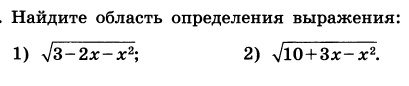 . Найдите область определения выражения:
1) √3−2x−x²; 2) √10+3x−x².